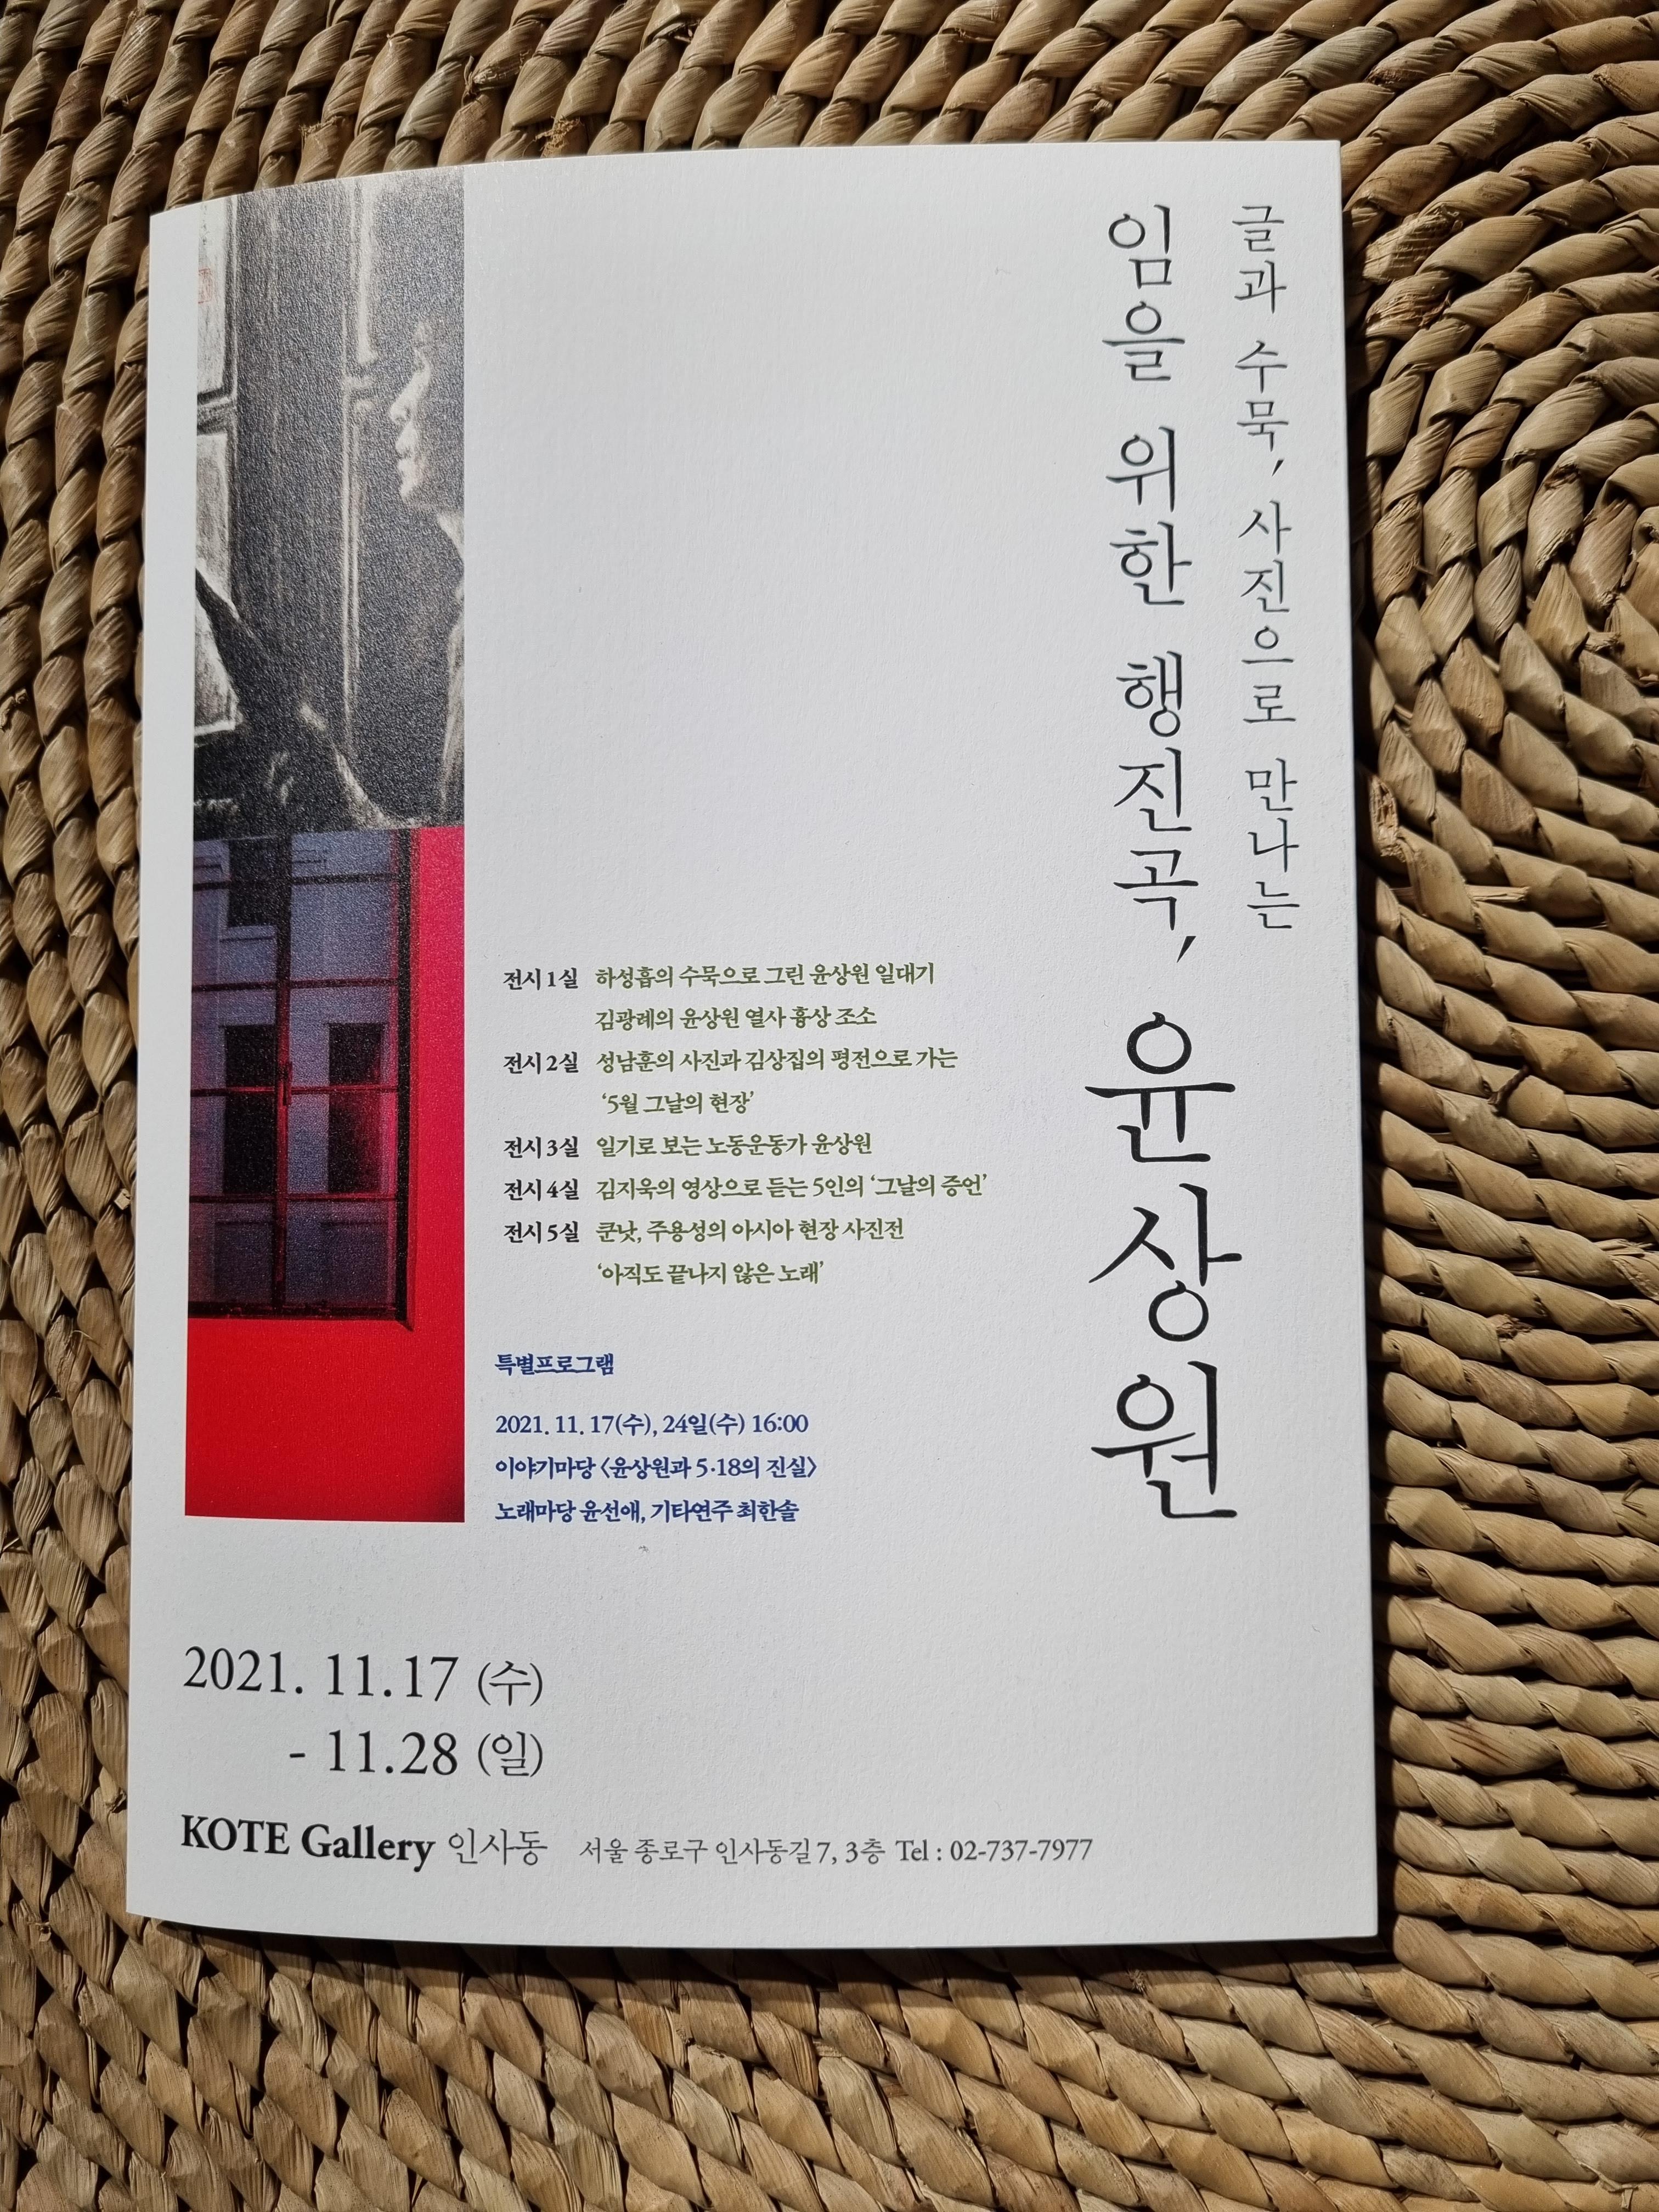 글과 수묵, 사진으로 만나는
임을 위한 행진곡, 윤상원
전시 1실 하성흡의 수묵으로 그린 윤상원 일대기
김광례의 윤상원 열사 흉상 조소
전시 2실 성남훈의 사진과 김상집의 평전으로 가는
‘5월 그날의 현장’
전시 3실 일기로 보는 노동운동가 윤상원
전시 4실 김지욱의 영상으로 듣는 5인의 ‘그날의 증언’
전시 5실 쿤낫, 주용성의 아시아 현장 사진전
‘아직도 끝나지 않은 노래’
특별프로그램
2021. 11. 17(수), 24일(수) 16:00
이야기마당 〈윤상원과 5·18의 진실〉
노래마당 윤선애, 기타연주 최한솔
2021. 11.17 (수)
- 11.28 (일)
KOTE Gallery 인사동 서울 종로구 인사동길 7, 3층 Tel : 02-737-7977